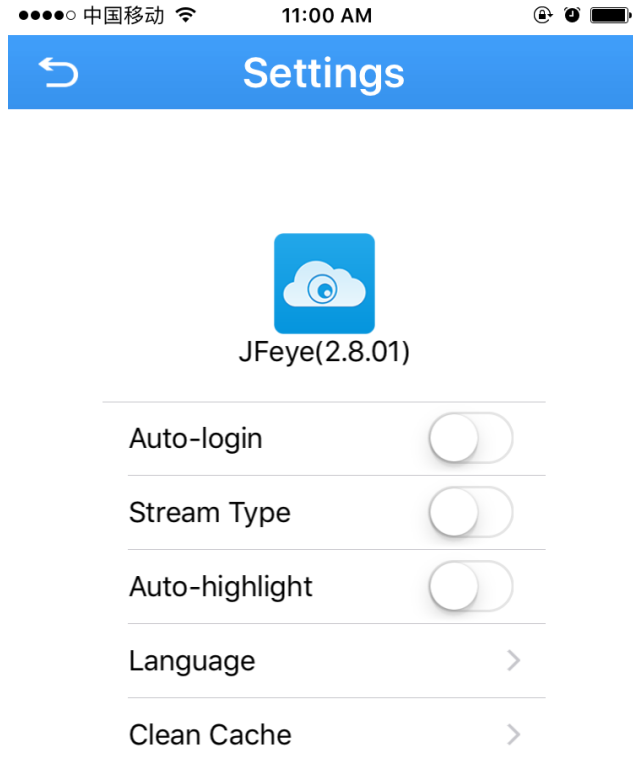 中国移动 11:00 AM
Settings
JFeye(2.8.01)
Auto-login
Stream Type
Auto-highlight
Language
Clean Cache